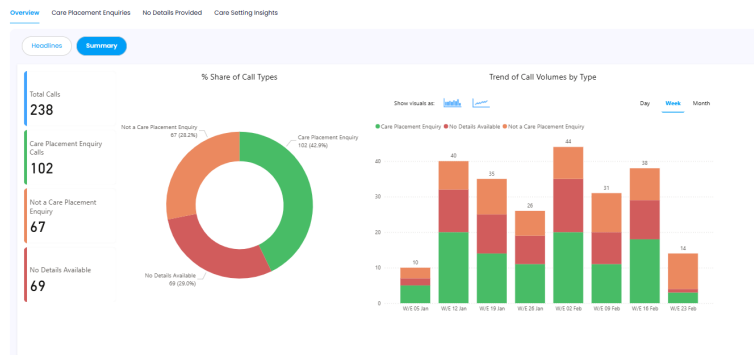 Overview Care Placement Enquiries No Details Provided Care Setting Insights
Headlines Summary
Total Calls
238
Care Placement Enquiry
Calls
102
Not a Care Placement
Enquiry
67
No Details Available
69
% Share of Call Types
Not a Care Placement Enquiry
67 (28.2%)
Care Placement Enquiry
102 (42.9%)
No Details Available
69 (29.0%)
Trend of Call Volumes by Type
Show visuals as:
Day Week Month
Care Placement Enquiry No Details Available Not a Care Placement Enquiry
40
30
20
10
0
10
40
35
26
44
31
38
14
W/E 05 Jan W/E 12 Jan W/E 19 Jan W/E 26 Jan W/E 02 Feb W/E 09 Feb W/E 16 Feb W/E 23 Feb